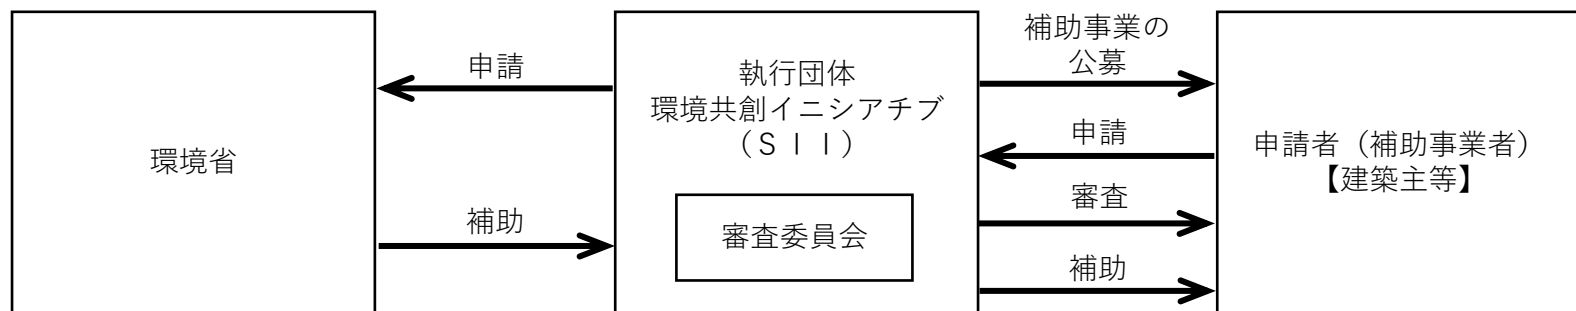 環境省
申請
補助
執行団体
環境共創イニシアチブ
（ＳＩＩ）
審査委員会
補助事業の
公募
申請
審査
補助
申請者（補助事業者）
【建築主等】